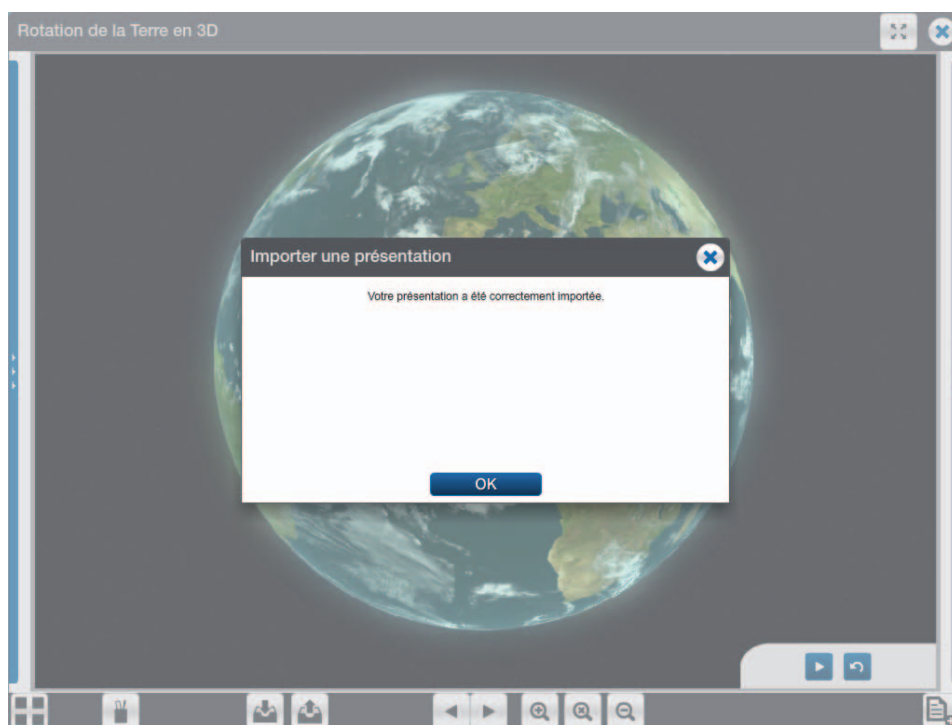 Rotation de la Terre en 3D
Importer une présentation
Votre présentation a été correctement importée.
OK